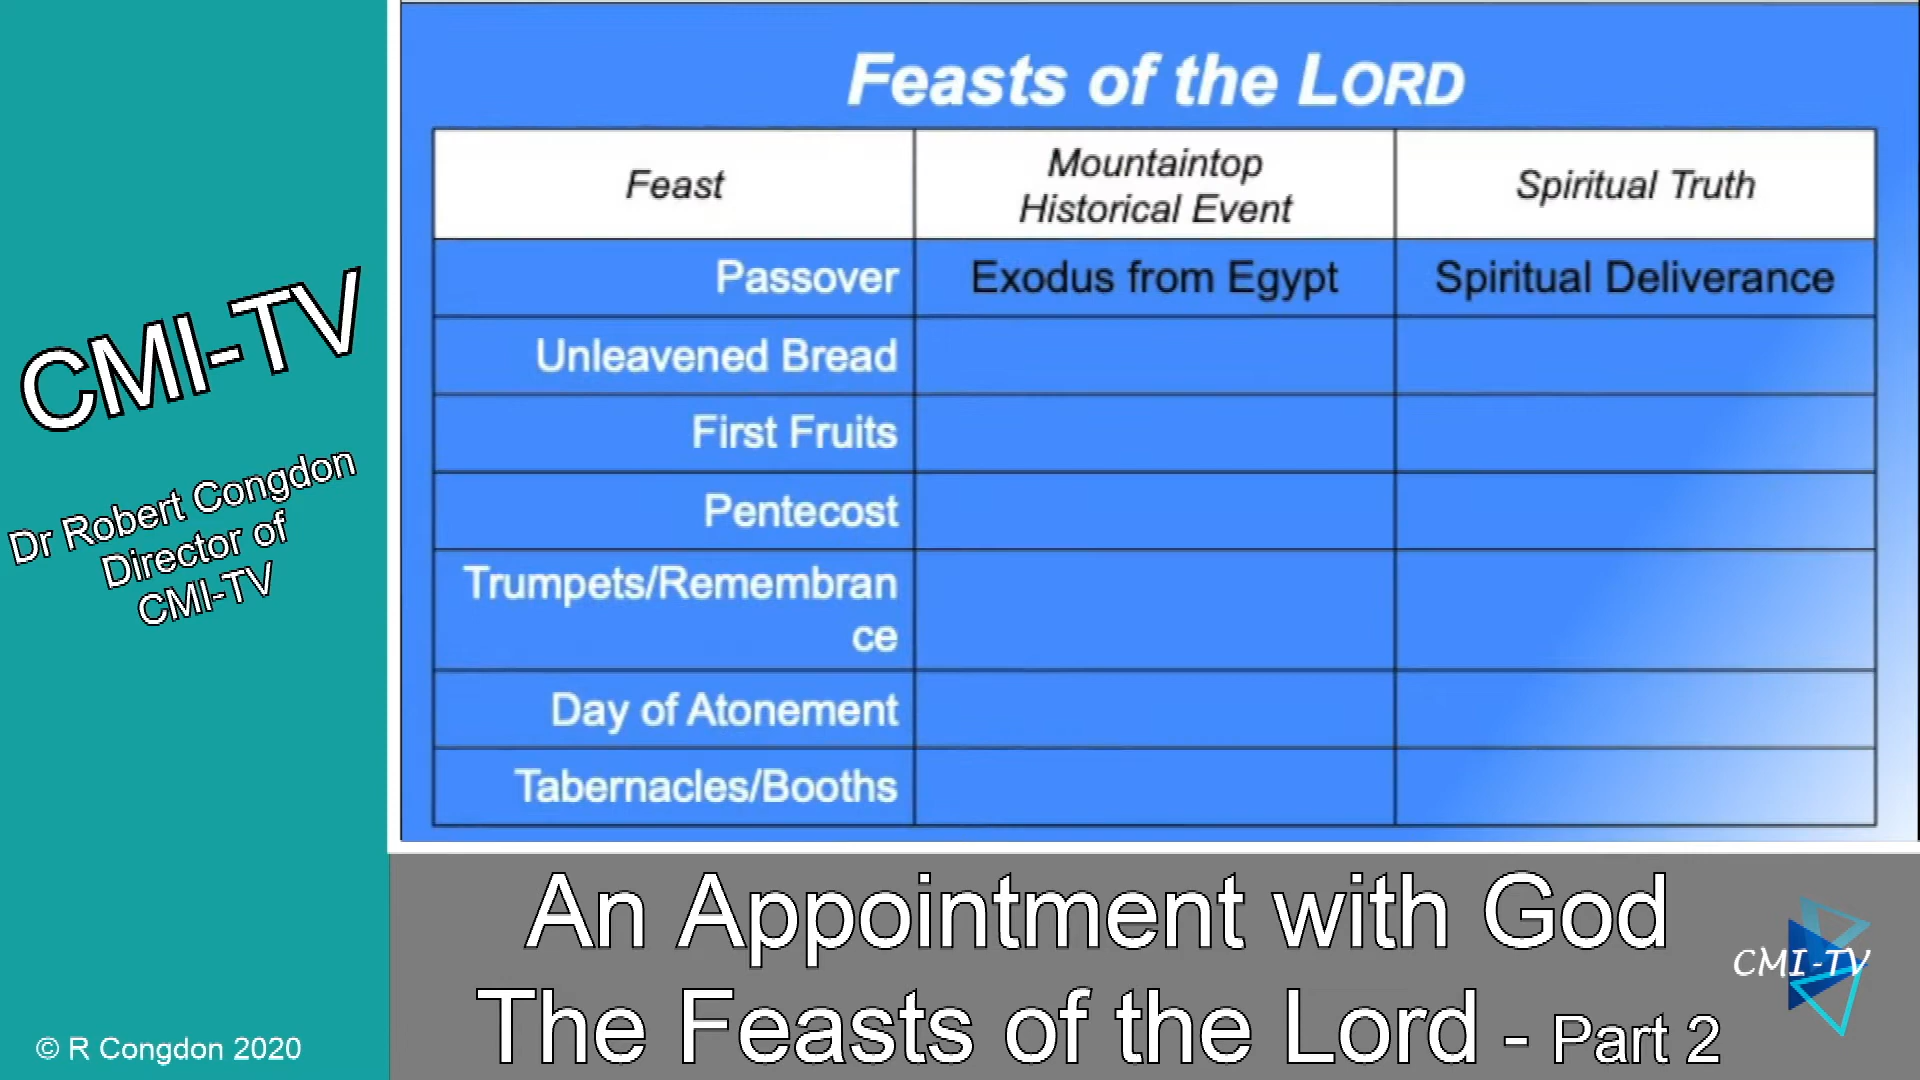 CMI-TV
Dr Robert Congdon
Director of
CMI-TV
© R Congdon 2020
Feasts of the LORD
Feast
Mountaintop
Historical Event
Spiritual Truth
Passover
Exodus from Egypt
Spiritual Deliverance
Unleavened Bread
First Fruits
Pentecost
Trumpets/Remembran
ce
Day of Atonement
Tabernacles/Booths
An Appointment with God
The Feasts of the Lord - Part 2
CMI-TV